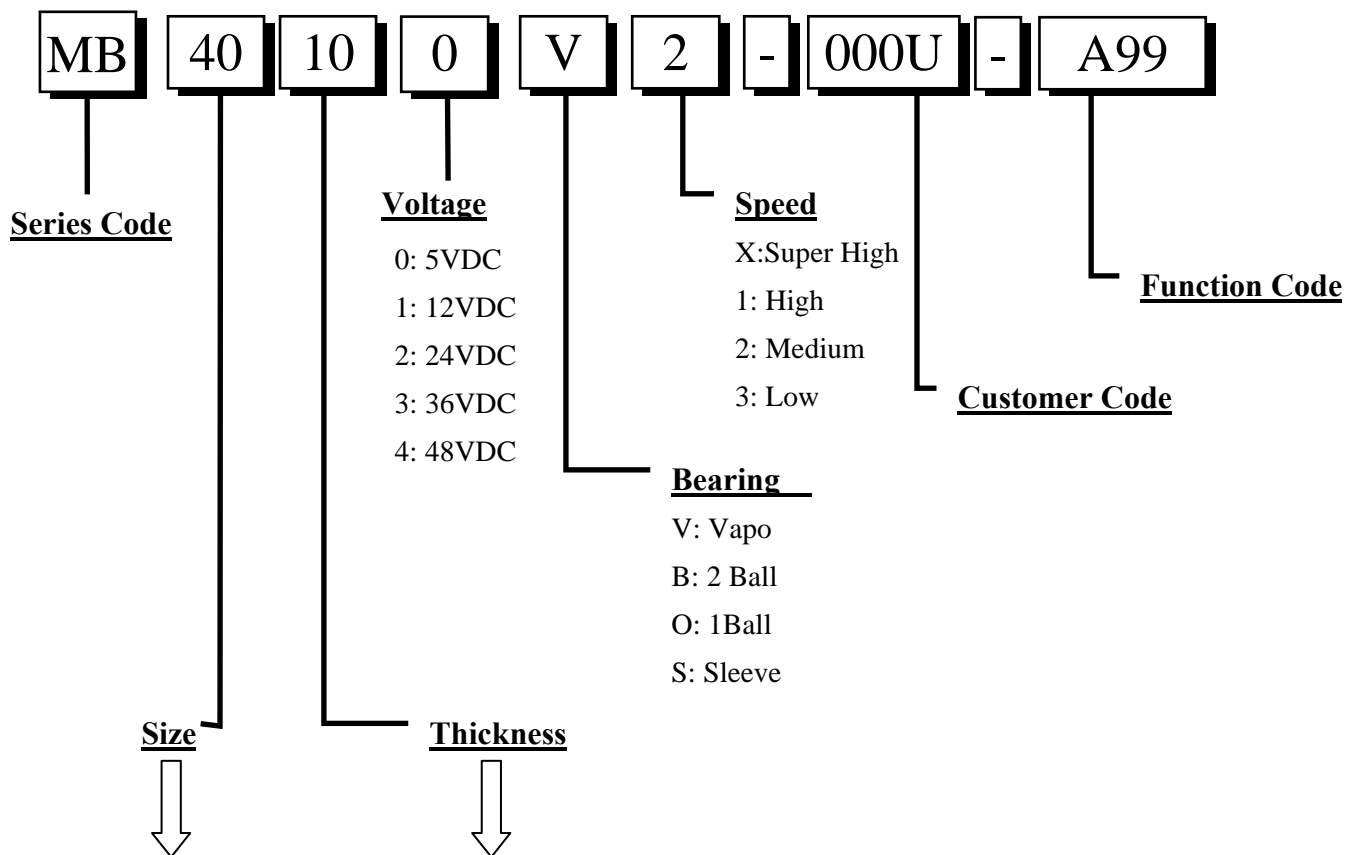 MB 40 10 0 V 2 - 000U - A99
Series Code
Voltage
0: 5VDC
1: 12VDC
2: 24VDC
3: 36VDC
4: 48VDC
Speed
X:Super High
1: High
2: Medium
3: Low
Function Code
Customer Code
Bearing
V: Vapo
B: 2 Ball
O: 1Ball
S: Sleeve
Size
Thickness